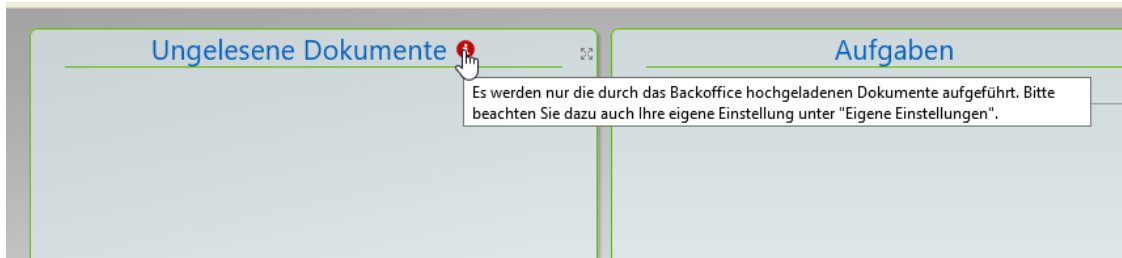 Ungelesene Dokumente
Aufgaben
Es werden nur die durch das Backoffice hochgeladenen Dokumente aufgeführt. Bitte
beachten Sie dazu auch Ihre eigene Einstellung unter "Eigene Einstellungen".